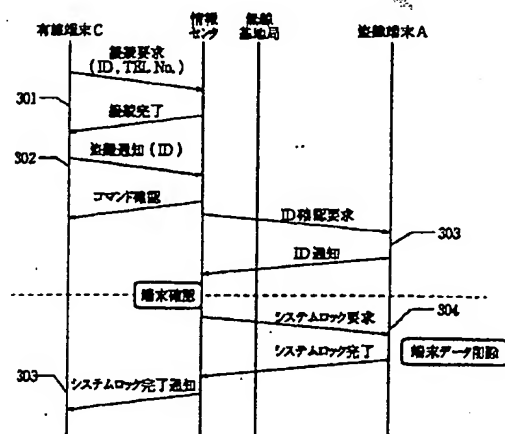 有線端末C
情報
センタ
無線
基地局
盗難端末A
接続要求
(ID, TEL No.)
301
接続完了
盗難通知 (ID)
302
コマンド確認
ID確認要求
303
ID通知
端末確認
システムロック要求
304
システムロック完了
端末データ削除
303
システムロック完了通知